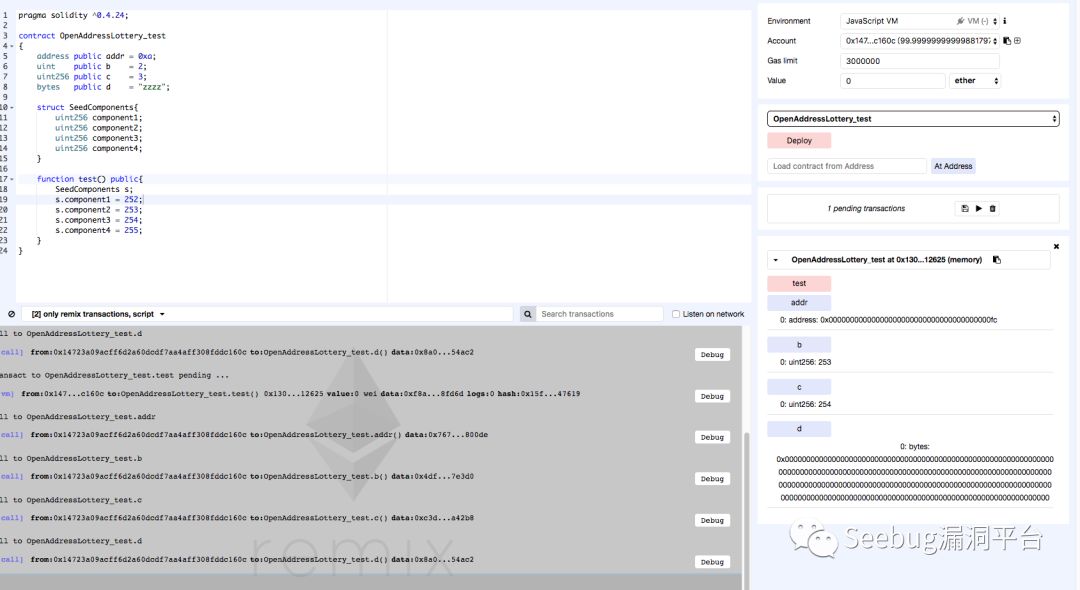 1 pragma solidity ^0.4.24;
2
3 contract OpenAddressLottery_test
4 {
5 address public addr = 0xa;
6 uint public b = 2;
7 uint256 public c = 3;
8 bytes public d = "zzzz";
9
10 struct SeedComponents{
11 uint256 component1;
12 uint256 component2;
13 uint256 component3;
14 uint256 component4;
15 }
16
17 function test() public{
18 SeedComponents s;
19 s.component1 = 252;
20 s.component2 = 253;
21 s.component3 = 254;
22 s.component4 = 255;
23 }
24 }
[2] only remix transactions, script
Search transactions
Listen on network
ll to OpenAddressLottery_test.d
call] from:0x14723a09acff6d2a60dcdf7aa4aff308fddc160c to:OpenAddressLottery_test.d() data:0x8a0...54ac2
Debug
ansact to OpenAddressLottery_test.test pending ...
vm) from:0x147...c160c to:OpenAddressLottery_test.test() 0x130...12625 value:0 wei data:0xf8a...8fd6d logs:0 hash:0x15f...47619
Debug
ll to OpenAddressLottery_test.addr
call] from:0x14723a09acff6d2a60dcdf7aa4aff308fddc160c to:OpenAddressLottery_test.addr() data:0x767...800de
Debug
ll to OpenAddressLottery_test.b
call] from:0x14723a09acff6d2a60dcdf7aa4aff308fddc160c to:OpenAddressLottery_test.b() data:0x4df...7e3d0
Debug
ll to OpenAddressLottery_test.c
call] from:0x14723a09acff6d2a60dcdf7aa4aff308fddc160c to:OpenAddressLottery_test.c() data:0xc3d...a42b8
Debug
ll to OpenAddressLottery_test.d
call] from:0x14723a09acff6d2a60dcdf7aa4aff308fddc160c to:OpenAddressLottery_test.d() data:0x8a0...54ac2
Debug
remix
Environment JavaScript VM VM (-)
Account 0x147...c160c (99.9999999999988179
Gas limit 3000000
Value 0 ether
OpenAddressLottery_test
Deploy
Load contract from Address At Address
1 pending transactions
OpenAddressLottery_test at 0x130...12625 (memory)
test
addr
0: address: 0x00000000000000000000000000000000000000fc
b
0: uint256: 253
c
0: uint256: 254
d
0: bytes:
Seebug漏洞平台